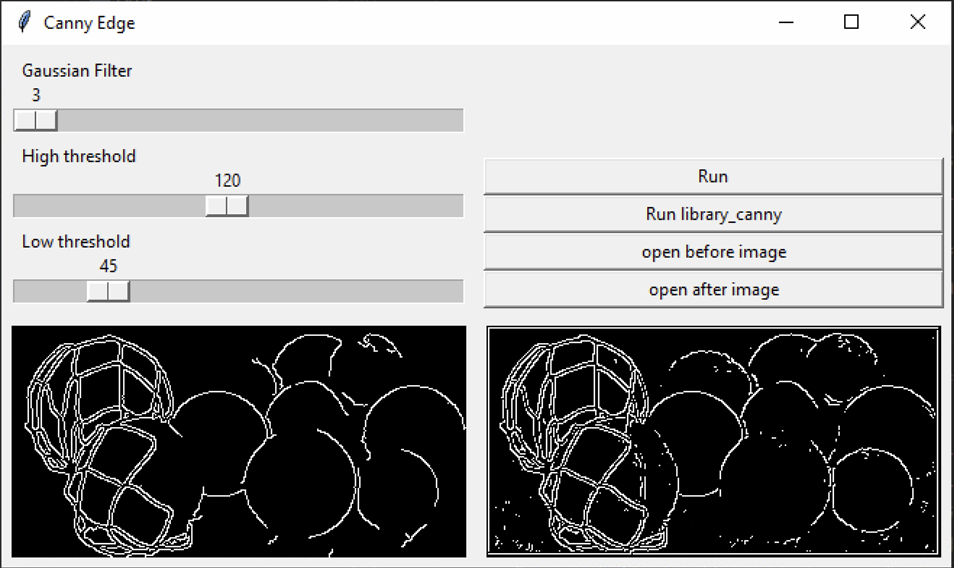 Canny Edge
Gaussian Filter
3
High threshold
120
Low threshold
45
Run
Run library_canny
open before image
open after image